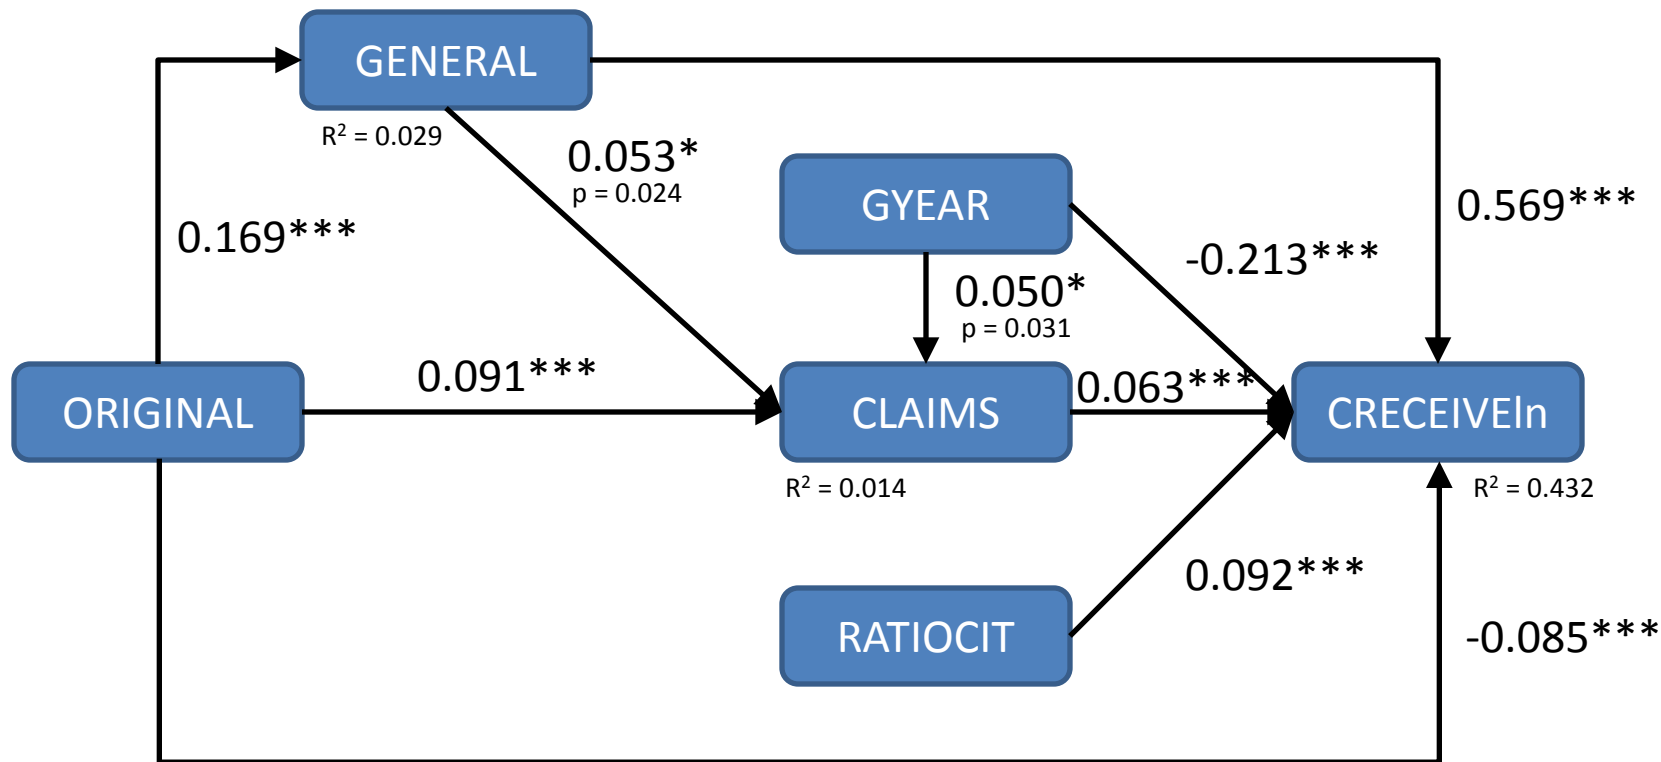 GENERAL
R² = 0.029
0.053*
p = 0.024
GYEAR
0.569***
0.169***
-0.213***
0.050*
p = 0.031
0.091***
0.063***
ORIGINAL
CLAIMS
CRECEIVEln
R² = 0.014
R² = 0.432
0.092***
RATIOCIT
-0.085***